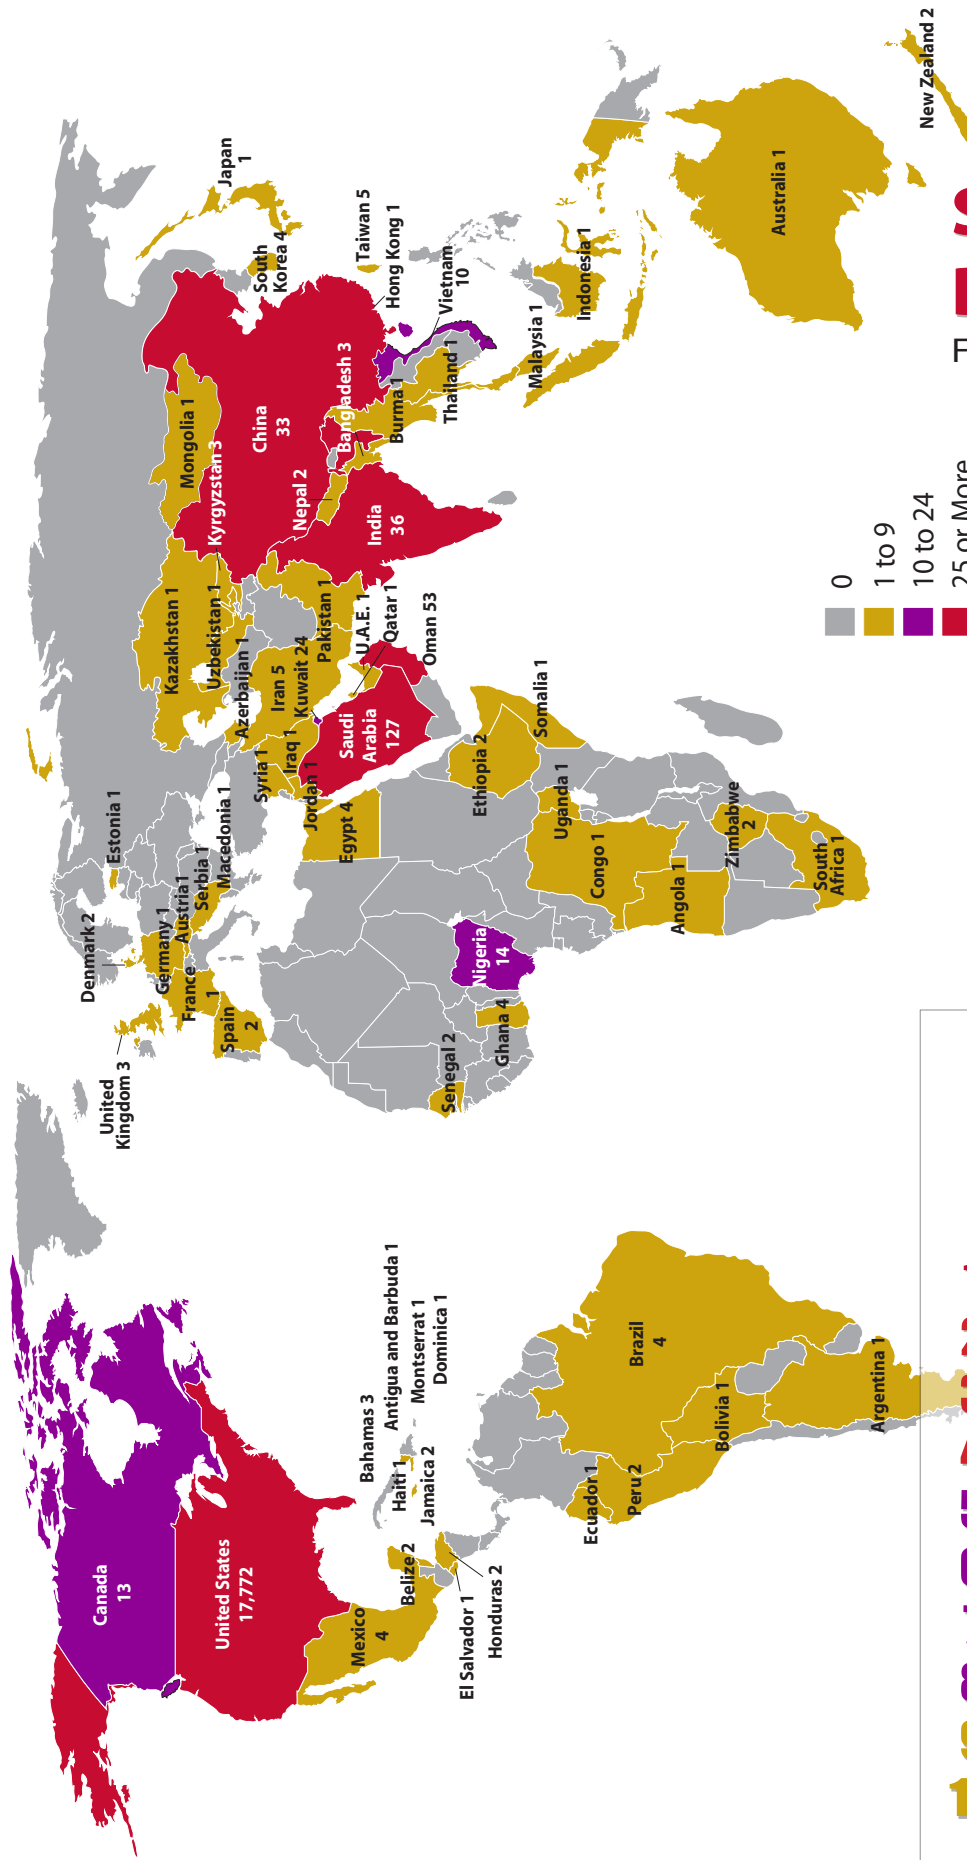 Canada
13
United States
17,772
Mexico
4
Belize 2
El Salvador 1
Honduras 2
Bahamas 3
Haiti 1
Jamaica 2
Antigua and Barbuda 1
Montserrat 1
Dominica 1
Ecuador 1
Peru 2
Brazil
4
Bolivia 1
Argentina 1
United
Kingdom 3
Denmark 2
Estonia 1
Germany 1
France
1
Spain
2
Austria 1
Serbia 1
Macedonia 1
Senegal 2
Ghana 4
Nigeria
14
Egypt 4
Ethiopia 2
Somalia 1
Uganda 1
Congo 1
Angola 1
Zimbabwe
2
South
Africa 1
Syria 1
Iraq 1
Jordan 1
Saudi
Arabia
127
Kuwait 24
Iran 5
Azerbaijan 1
Uzbekistan 1
Kazakhstan 1
Kyrgyzstan 3
Pakistan 1
U.A.E. 1
Qatar 1
Oman 53
Mongolia 1
China
33
Nepal 2
India
36
Bangladesh 3
Burma 1
Thailand 1
Vietnam
10
Hong Kong 1
Taiwan 5
South
Korea 4
Japan
1
Malaysia 1
Indonesia 1
Australia 1
New Zealand 2
0
1 to 9
10 to 24
25 or More